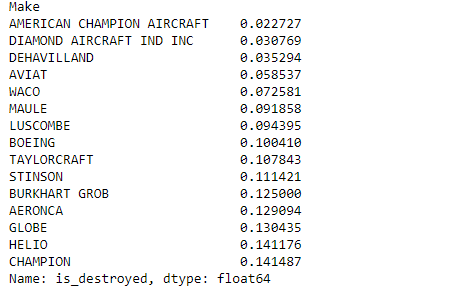 Make
AMERICAN CHAMPION AIRCRAFT 0.022727
DIAMOND AIRCRAFT IND INC 0.030769
DEHAVILLAND 0.035294
AVIAT 0.058537
WACO 0.072581
MAULE 0.091858
LUSCOMBE 0.094395
BOEING 0.100410
TAYLORCRAFT 0.107843
STINSON 0.111421
BURKHART GROB 0.125000
AERONCA 0.129094
GLOBE 0.130435
HELIO 0.141176
CHAMPION 0.141487
Name: is_destroyed, dtype: float64